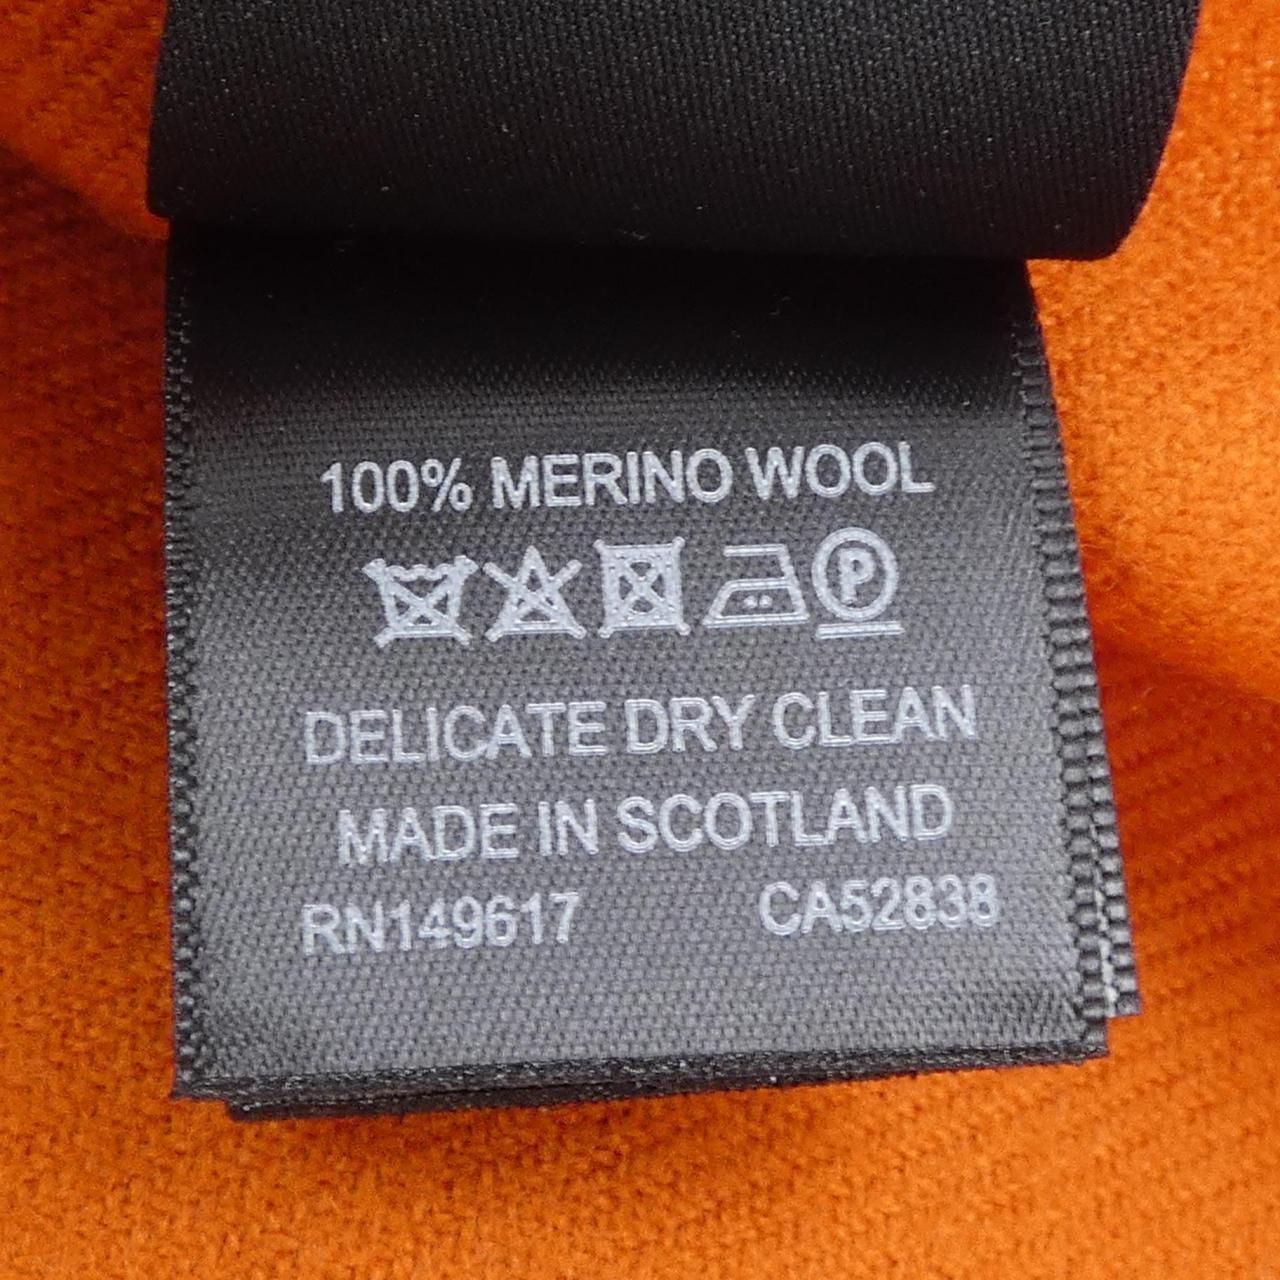 100% MERINO WOOL
P
DELICATE DRY CLEAN
MADE IN SCOTLAND
RN149617 CA52838